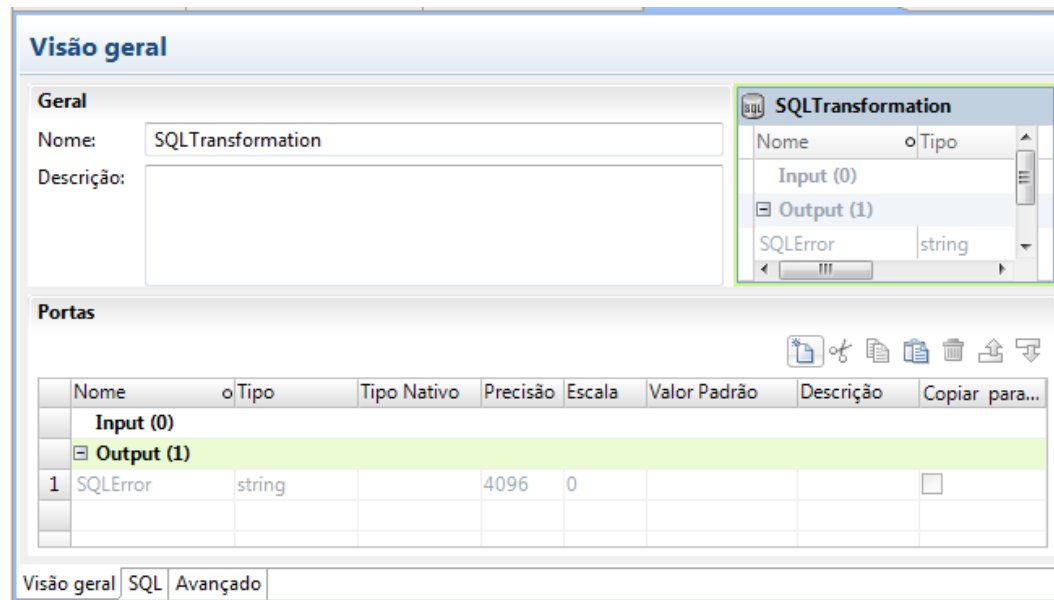 Visão geral
Geral
Nome: SQLTransformation
Descrição:
SQL SQLTransformation
Nome Tipo
Input (0)
Output (1)
SQLError string
Portas
Nome Tipo Tipo Nativo Precisão Escala Valor Padrão Descrição Copiar para...
Input (0)
Output (1)
1 SQLError string 4096 0
Visão geral SQL Avançado